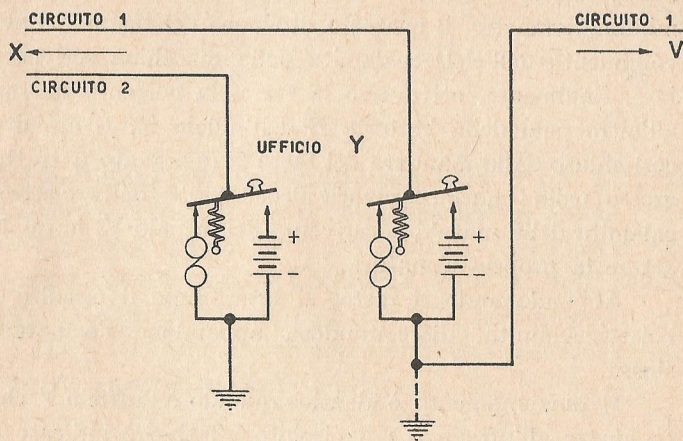 CIRCUITO 1
CIRCUITO 1
X
V
CIRCUITO 2
UFFICIO Y
+
-
+
-